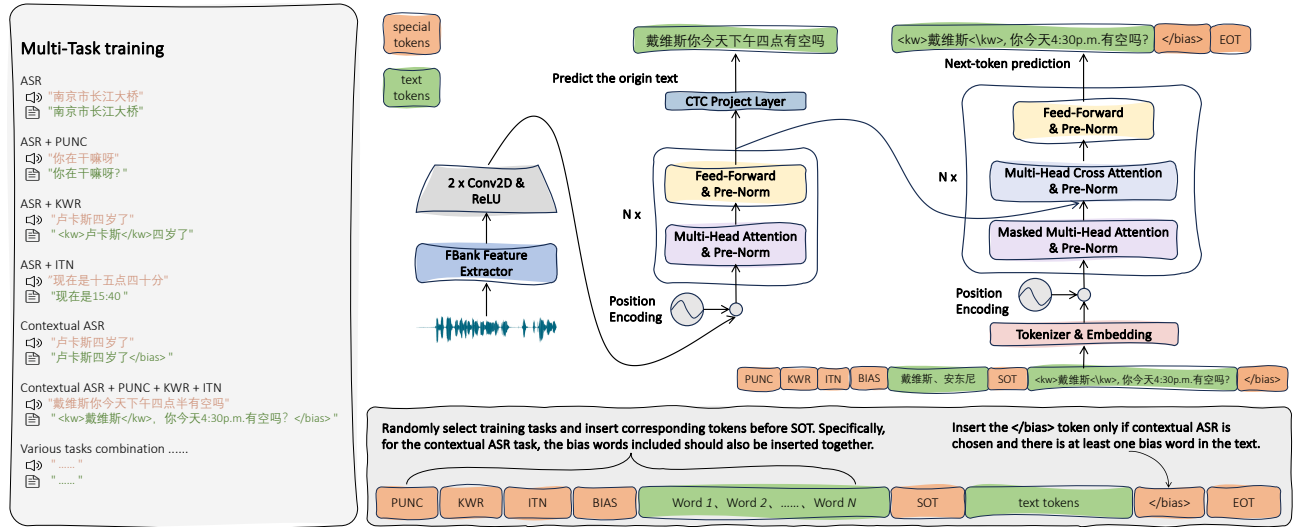 Multi-Task training
ASR
"南京市长江大桥"
"南京市长江大桥"
ASR + PUNC
"你在干嘛呀"
"你在干嘛呀? "
ASR + KWR
"卢卡斯四岁了"
" <kw>卢卡斯</kw>四岁了"
ASR + ITN
"现在是十五点四十分"
"现在是15:40 "
Contextual ASR
"卢卡斯四岁了"
"卢卡斯四岁了</bias> "
Contextual ASR + PUNC + KWR + ITN
"戴维斯你今天下午四点半有空吗"
" <kw>戴维斯</kw>，你今天4:30p.m.有空吗？</bias> "
Various tasks combination ......
" ...... "
" ...... "
special
tokens
text
tokens
2 x Conv2D &
ReLU
FBank Feature
Extractor
戴维斯你今天下午四点有空吗
Predict the origin text
CTC Project Layer
Feed-Forward
& Pre-Norm
N x
Multi-Head Attention
& Pre-Norm
Position
Encoding
<kw>戴维斯<\kw>, 你今天4:30p.m.有空吗? </bias> EOT
Next-token prediction
Feed-Forward
& Pre-Norm
N x
Multi-Head Cross Attention
& Pre-Norm
Masked Multi-Head Attention
& Pre-Norm
Position
Encoding
Tokenizer & Embedding
PUNC KWR ITN BIAS 戴维斯、安东尼 SOT <kw>戴维斯<\kw>, 你今天4:30p.m.有空吗? </bias>
Randomly select training tasks and insert corresponding tokens before SOT. Specifically,
for the contextual ASR task, the bias words included should also be inserted together.
Insert the </bias> token only if contextual ASR is
chosen and there is at least one bias word in the text.
PUNC KWR ITN BIAS Word 1、Word 2、......、Word N SOT text tokens </bias> EOT